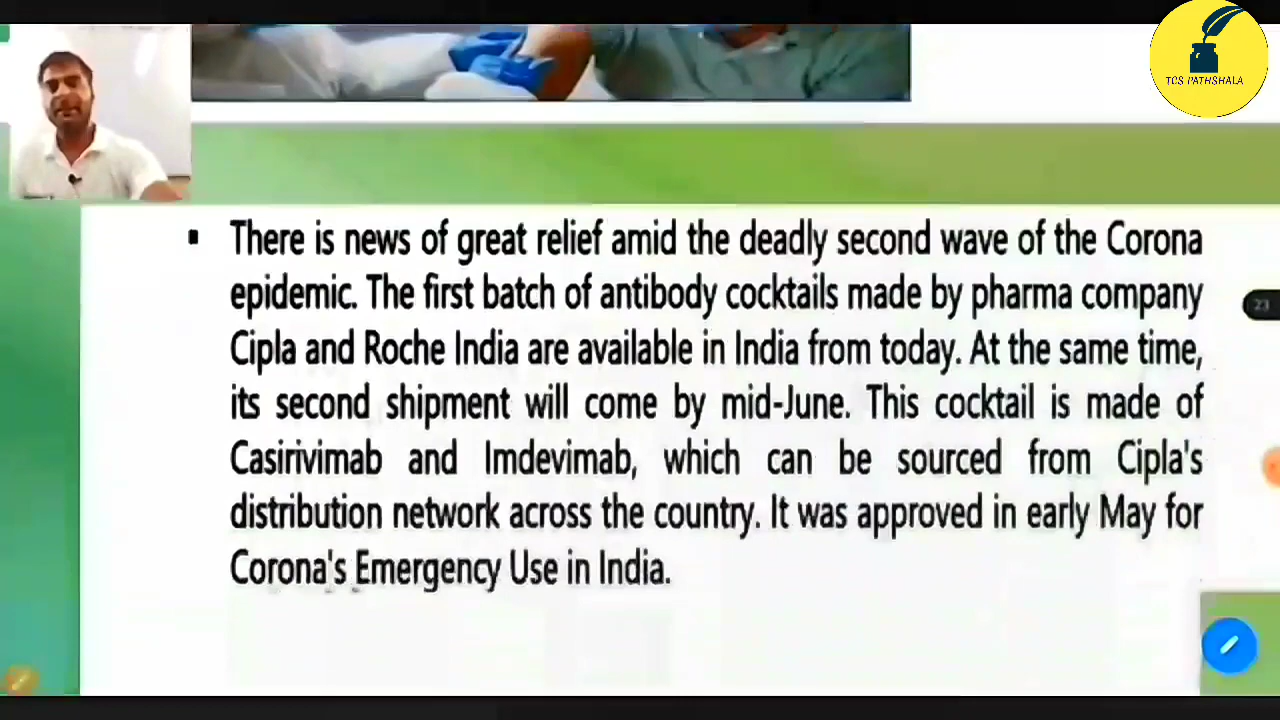 TCS PATHSHALA
▪ There is news of great relief amid the deadly second wave of the Corona
epidemic. The first batch of antibody cocktails made by pharma company
Cipla and Roche India are available in India from today. At the same time,
its second shipment will come by mid-June. This cocktail is made of
Casirivimab and Imdevimab, which can be sourced from Cipla's
distribution network across the country. It was approved in early May for
Corona's Emergency Use in India.
23